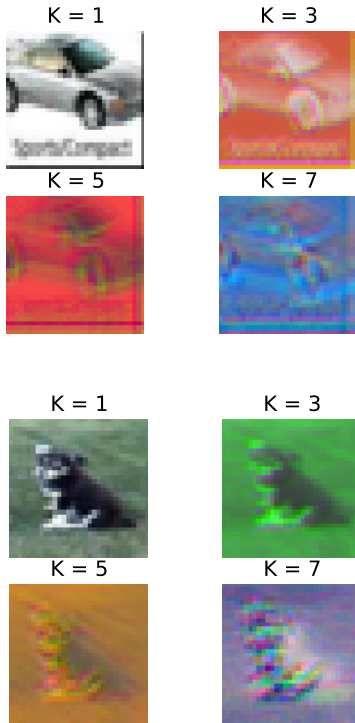 K = 1
K = 3
Sports/Compact
K = 5
K = 7
K = 1
K = 3
K = 5
K = 7